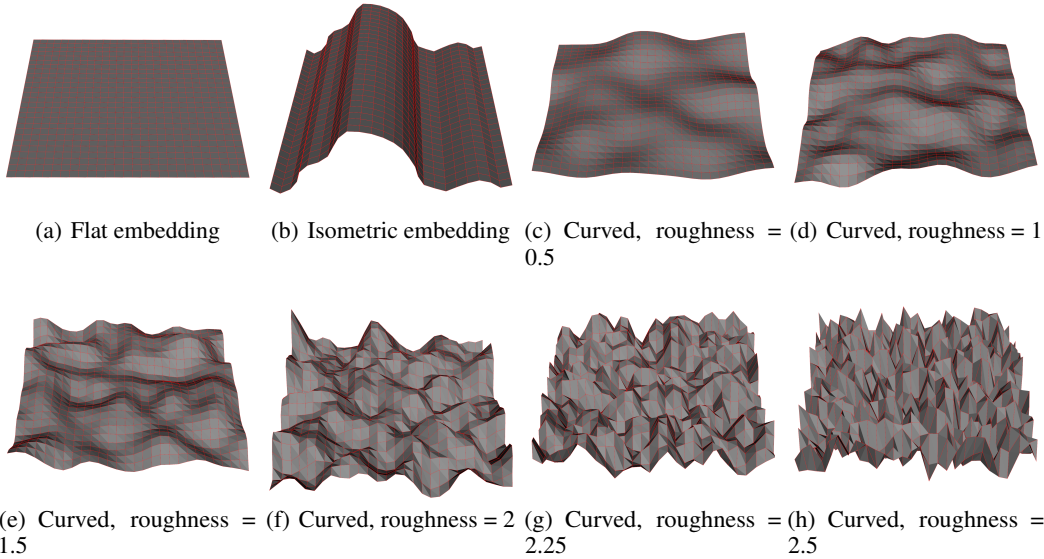 (a) Flat embedding
(b) Isometric embedding
(c) Curved, roughness =
0.5
(d) Curved, roughness = 1
(e) Curved, roughness =
1.5
(f) Curved, roughness = 2
(g) Curved, roughness =
2.25
(h) Curved, roughness =
2.5